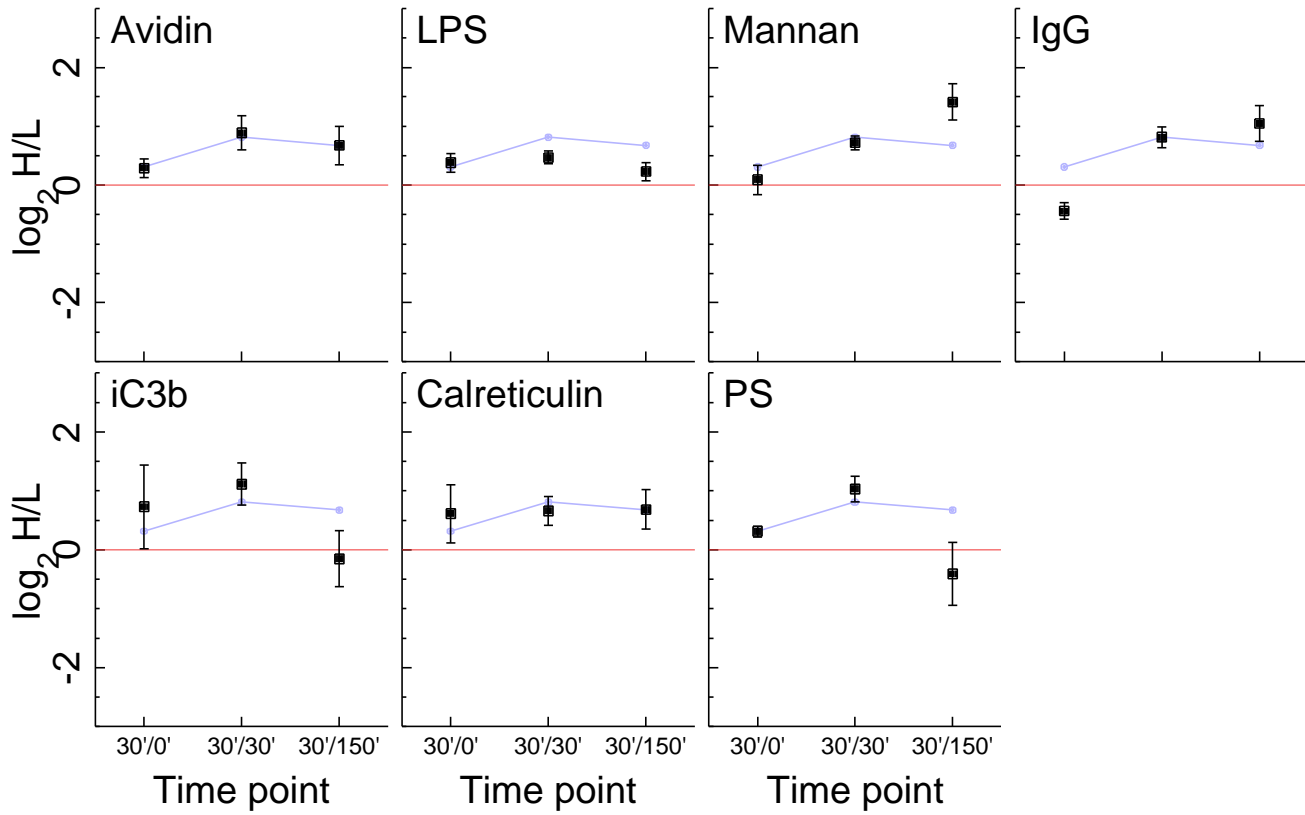 Avidin
LPS
Mannan
IgG
log2 H/L
2
0
-2
iC3b
Calreticulin
PS
log2 H/L
2
0
-2
30'/0' 30'/30' 30'/150'
30'/0' 30'/30' 30'/150'
30'/0' 30'/30' 30'/150'
Time point
Time point
Time point